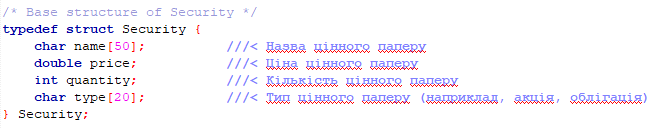 /* Base structure of Security */
typedef struct Security {
    char name[50];           ///< Назва цінного паперу
    double price;            ///< Ціна цінного паперу
    int quantity;            ///< Кількість цінного паперу
    char type[20];           ///< Тип цінного паперу (наприклад, акція, облігація)
} Security;